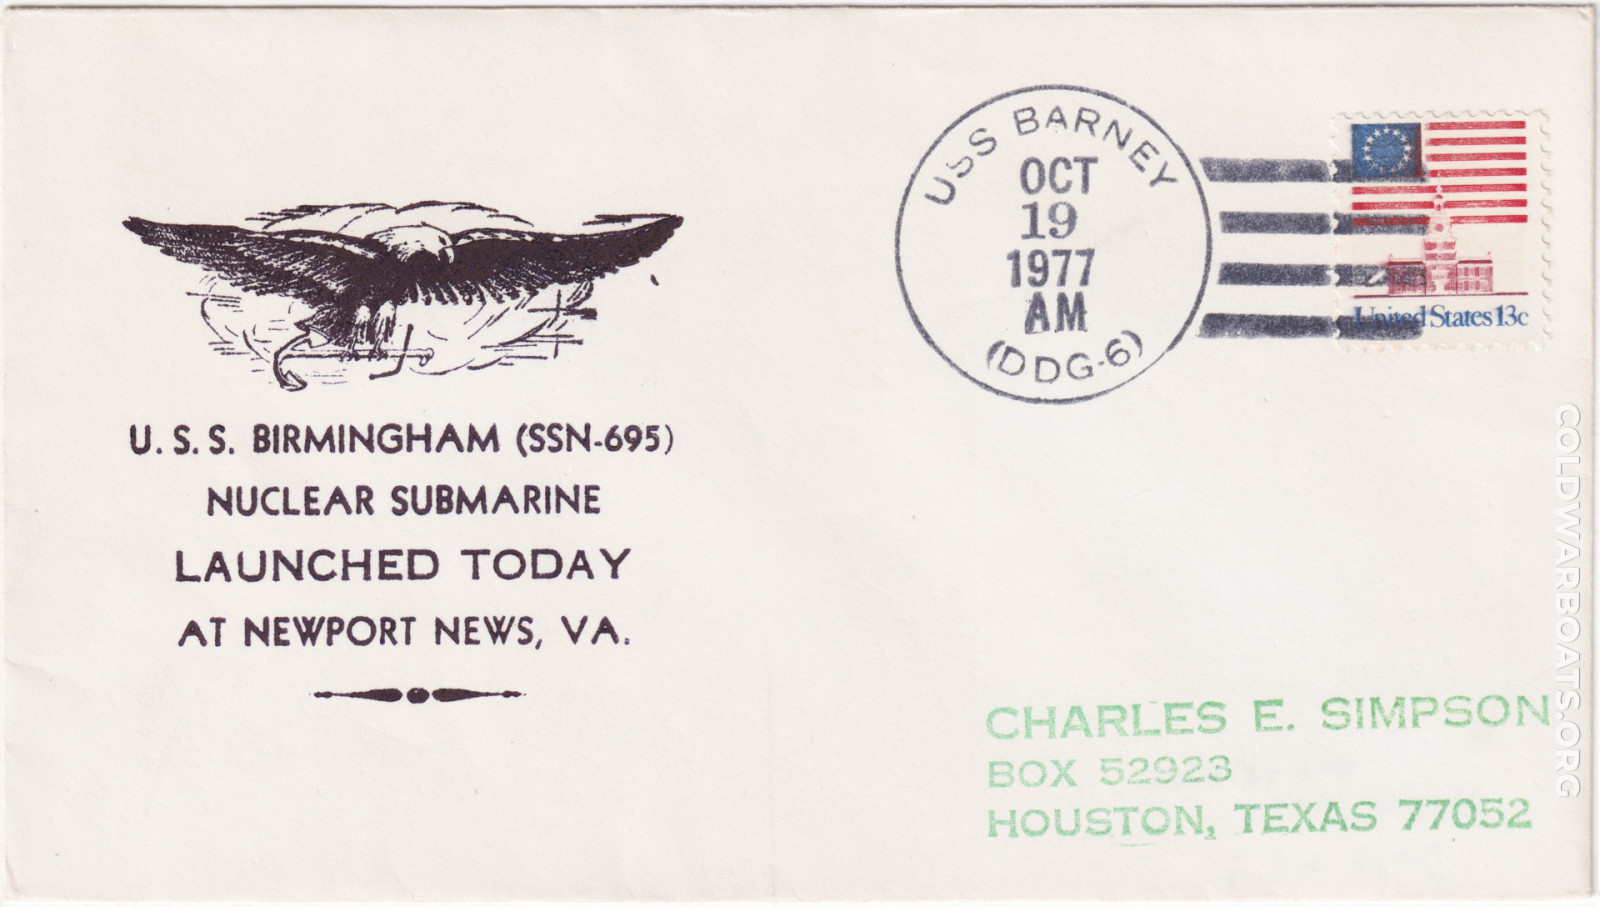 U.S.S. BIRMINGHAM (SSN-695)
NUCLEAR SUBMARINE
LAUNCHED TODAY
AT NEWPORT NEWS, VA.
USS BARNEY
OCT
19
1977
AM
(DDG-6)
United States 13c
CHARLES E. SIMPSON
BOX 52923
HOUSTON, TEXAS 77052
COLDWARBOATS.ORG